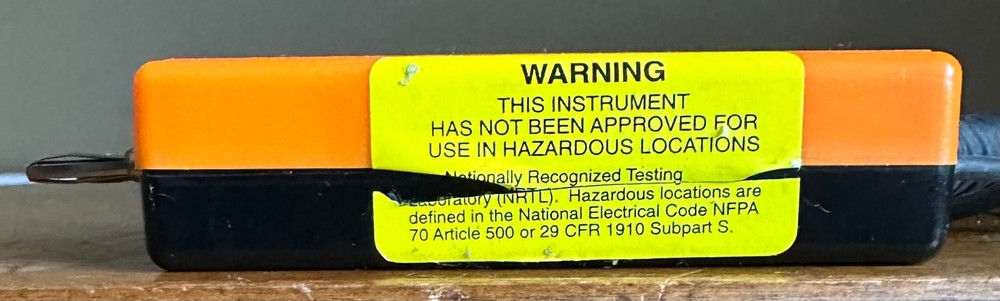 WARNING
THIS INSTRUMENT
HAS NOT BEEN APPROVED FOR
USE IN HAZARDOUS LOCATIONS
Nationally Recognized Testing
Laboratory (NRTL). Hazardous locations are
defined in the National Electrical Code NFPA
70 Article 500 or 29 CFR 1910 Subpart S.